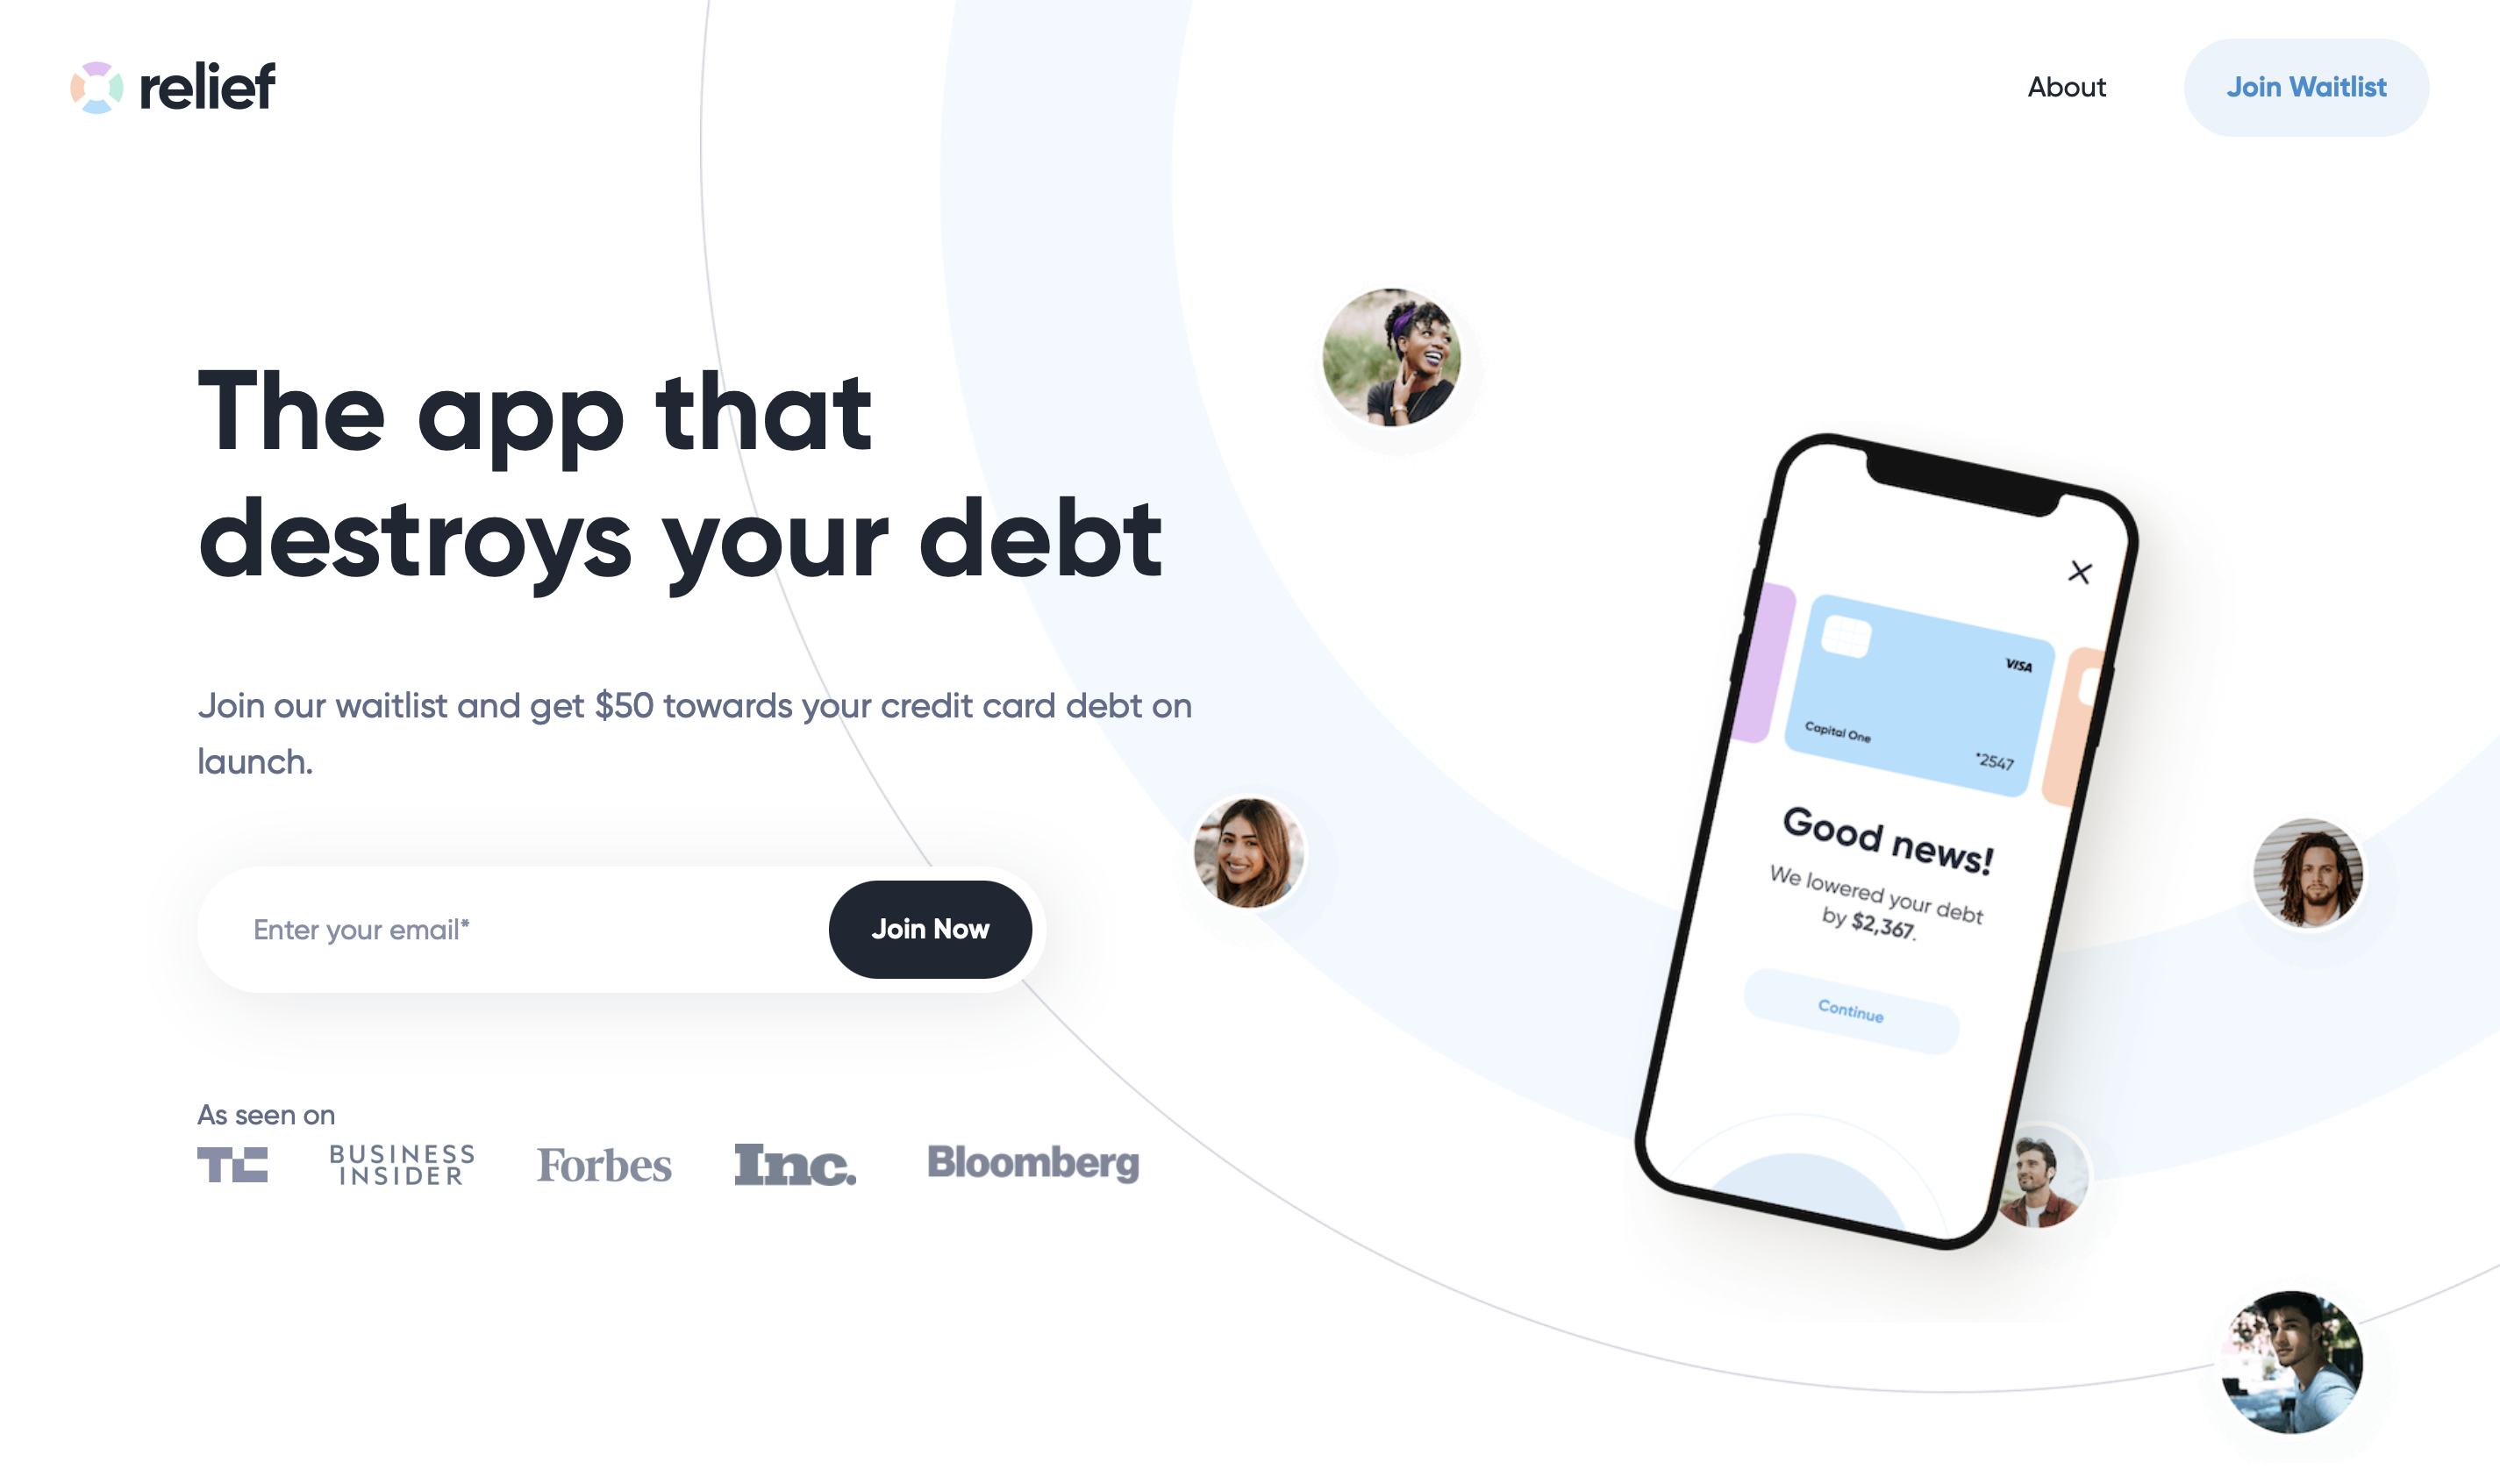 relief
About
Join Waitlist
The app that
destroys your debt
Join our waitlist and get $50 towards your credit card debt on
launch.
Enter your email*
Join Now
As seen on
TC
BUSINESS
INSIDER
Forbes
Inc.
Bloomberg
VISA
Capital One
*2547
Good news!
We lowered your debt
by $2,367.
Continue